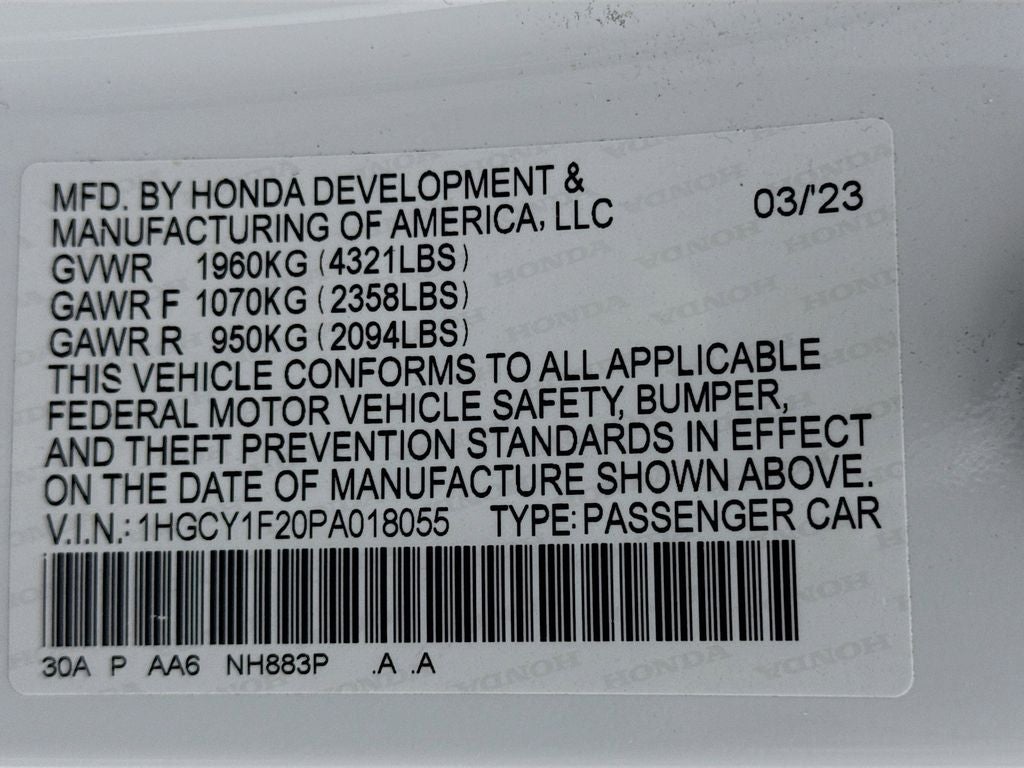 MFD. BY HONDA DEVELOPMENT &
MANUFACTURING OF AMERICA, LLC
03/'23
GVWR 1960KG (4321LBS)
GAWR F 1070KG (2358LBS)
GAWR R 950KG (2094LBS)
THIS VEHICLE CONFORMS TO ALL APPLICABLE
FEDERAL MOTOR VEHICLE SAFETY, BUMPER,
AND THEFT PREVENTION STANDARDS IN EFFECT
ON THE DATE OF MANUFACTURE SHOWN ABOVE.
V.I.N.: 1HGCY1F20PA018055 TYPE: PASSENGER CAR
30A P AA6 NH883P .A .A